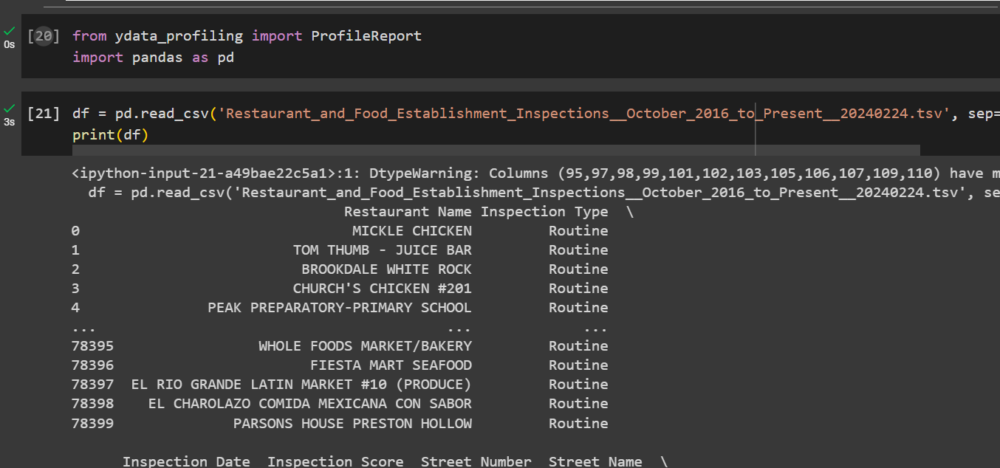 [20] from ydata_profiling import ProfileReport
0s import pandas as pd
[21] df = pd.read_csv('Restaurant_and_Food_Establishment_Inspections__October_2016_to_Present__20240224.tsv', sep=
3s print(df)
<ipython-input-21-a49bae22c5a1>:1: DtypeWarning: Columns (95,97,98,99,101,102,103,105,106,107,109,110) have m
df = pd.read_csv('Restaurant_and_Food_Establishment_Inspections__October_2016_to_Present__20240224.tsv', se
Restaurant Name Inspection Type \
0 MICKLE CHICKEN Routine
1 TOM THUMB - JUICE BAR Routine
2 BROOKDALE WHITE ROCK Routine
3 CHURCH'S CHICKEN #201 Routine
4 PEAK PREPARATORY-PRIMARY SCHOOL Routine
... ... ...
78395 WHOLE FOODS MARKET/BAKERY Routine
78396 FIESTA MART SEAFOOD Routine
78397 EL RIO GRANDE LATIN MARKET #10 (PRODUCE) Routine
78398 EL CHAROLAZO COMIDA MEXICANA CON SABOR Routine
78399 PARSONS HOUSE PRESTON HOLLOW Routine
Inspection Date Inspection Score Street Number Street Name \